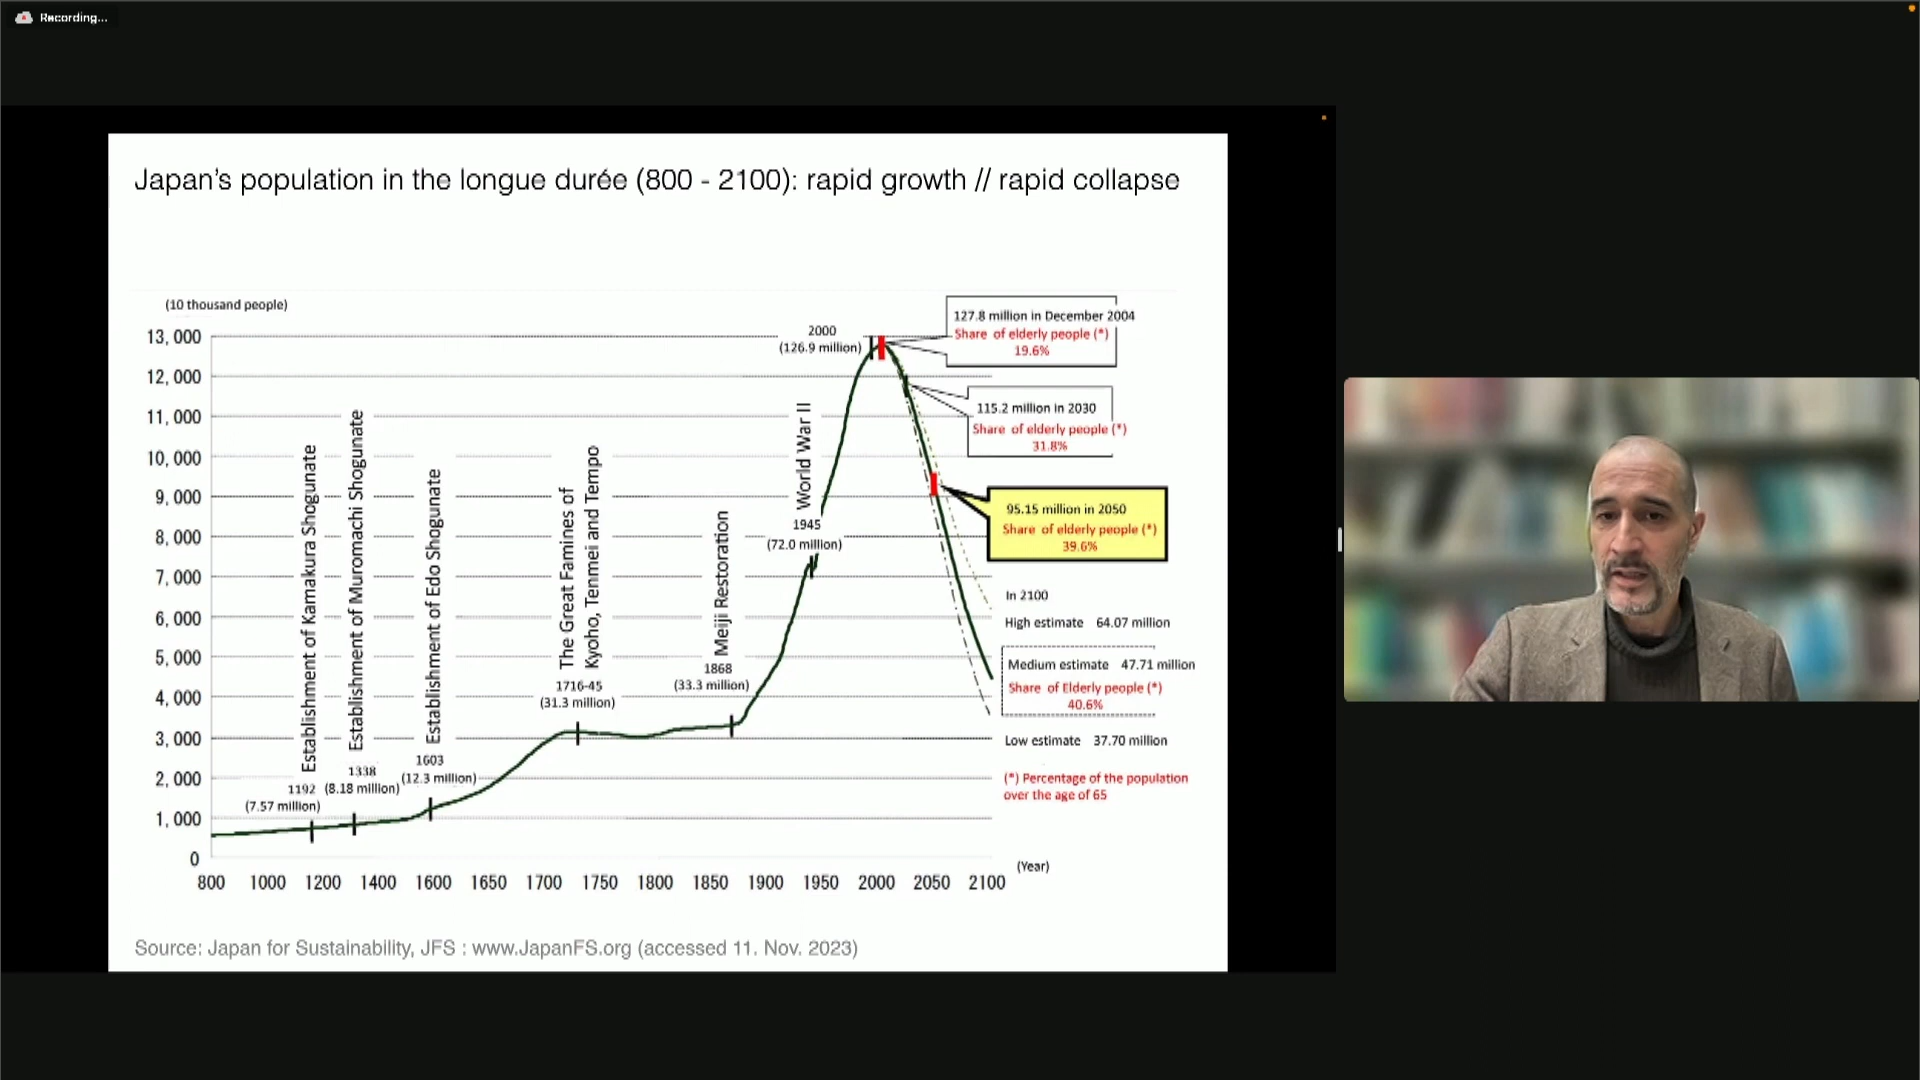 Recording...
Japan's population in the longue durée (800 - 2100): rapid growth // rapid collapse
(10 thousand people)
13,000
12,000
11,000
10,000
9,000
8,000
7,000
6,000
5,000
4,000
3,000
2,000
1,000
0
Establishment of Kamakura Shogunate
1192
(7.57 million)
Establishment of Muromachi Shogunate
1338
(8.18 million)
Establishment of Edo Shogunate
1603
(12.3 million)
The Great Famines of
Kyoho, Tenmei and Tempo
1716-45
(31.3 million)
Meiji Restoration
1868
(33.3 million)
World War II
1945
(72.0 million)
2000
(126.9 million)
127.8 million in December 2004
Share of elderly people (*)
19.6%
115.2 million in 2030
Share of elderly people (*)
31.8%
95.15 million in 2050
Share of elderly people (*)
39.6%
In 2100
High estimate 64.07 million
Medium estimate 47.71 million
Share of Elderly people (*)
40.6%
Low estimate 37.70 million
(*) Percentage of the population
over the age of 65
(Year)
800 1000 1200 1400 1600 1650 1700 1750 1800 1850 1900 1950 2000 2050 2100
Source: Japan for Sustainability, JFS : www.JapanFS.org (accessed 11. Nov. 2023)